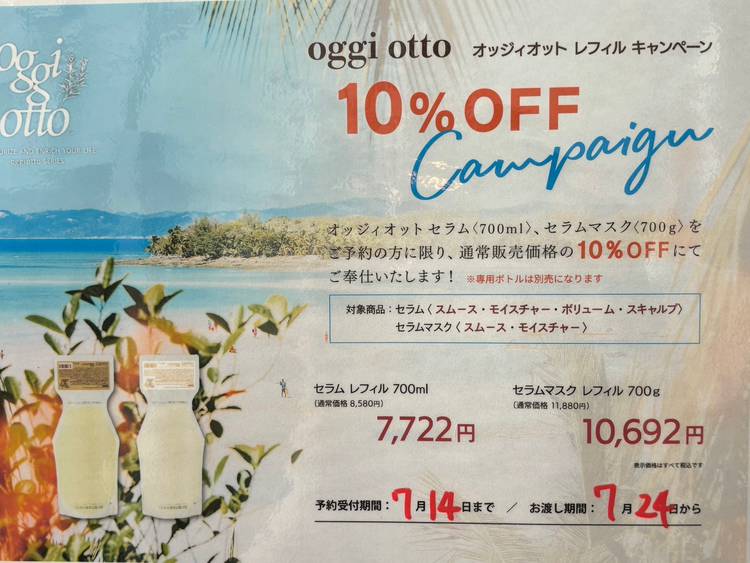 oggi otto
oggi otto オッジィオット レフィル キャンペーン
10%OFF
Campaign
オッジィオット セラム〈700ml〉、セラムマスク〈700g〉を
ご予約の方に限り、通常販売価格の10%OFFにて
ご奉仕いたします! ※専用ボトルは別売になります
対象商品:セラム〈 スムース・モイスチャー・ボリューム・スキャルプ〉
セラムマスク〈 スムース・モイスチャー〉
セラム レフィル 700ml
(通常価格 8,580円)
7,722円
セラムマスク レフィル 700g
(通常価格 11,880円)
10,692円
表示価格はすべて税込です
予約受付期間:7月14日まで / お渡し期間:7月24日から